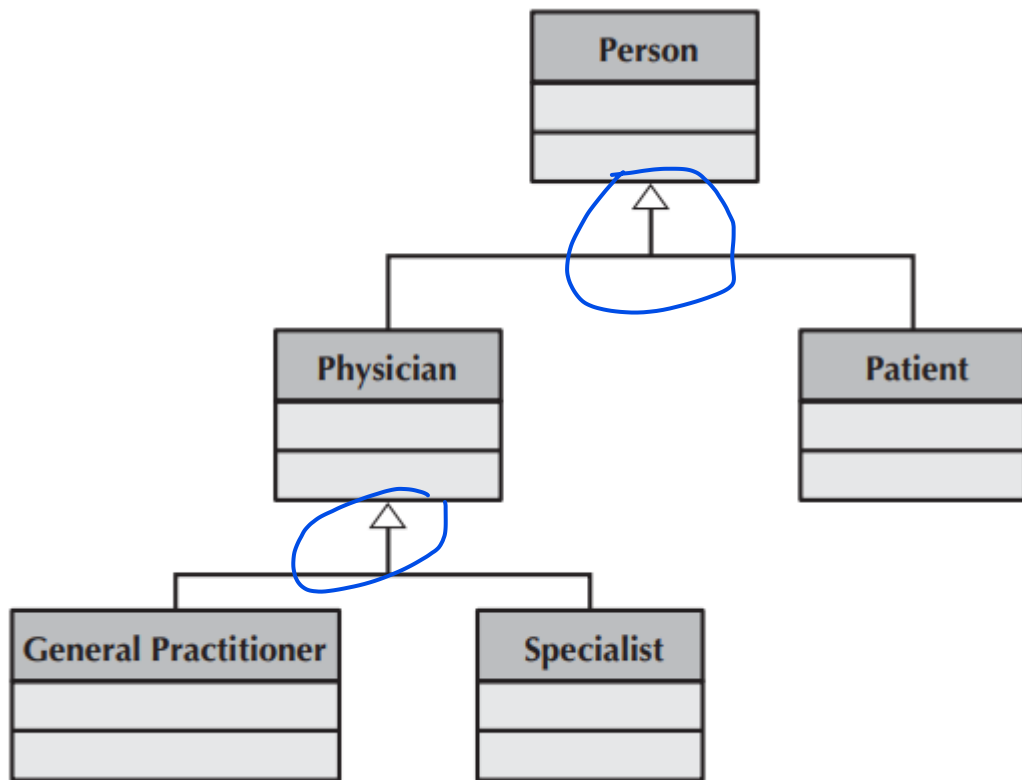 Person
Physician
Patient
General Practitioner
Specialist